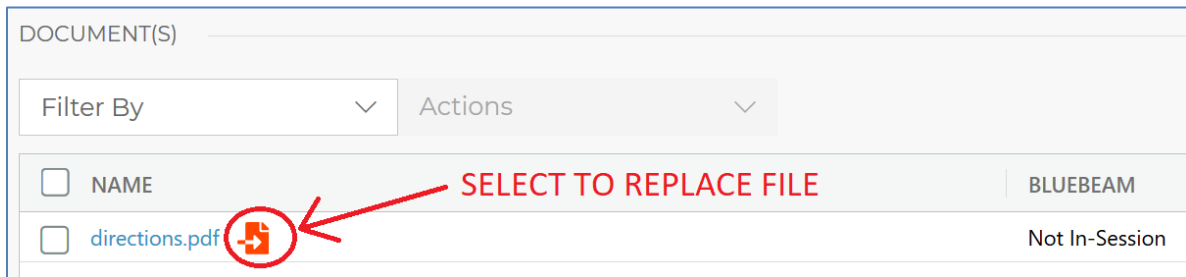 DOCUMENT(S)
Filter By Actions
NAME SELECT TO REPLACE FILE BLUEBEAM
directions.pdf Not In-Session